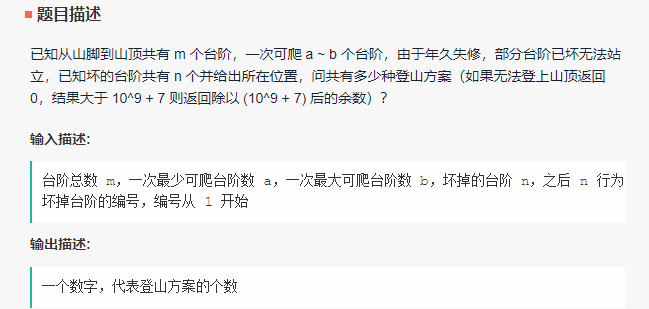 题目描述
已知从山脚到山顶共有 m 个台阶，一次可爬 a ~ b 个台阶，由于年久失修，部分台阶已坏无法站
立，已知坏的台阶共有 n 个并给出所在位置，问共有多少种登山方案（如果无法登上山顶返回
0，结果大于 10^9 + 7 则返回除以 (10^9 + 7) 后的余数）?
输入描述:
台阶总数 m，一次最少可爬台阶数 a，一次最大可爬台阶数 b，坏掉的台阶 n，之后 n 行为
坏掉台阶的编号，编号从 1 开始
输出描述:
一个数字，代表登山方案的个数